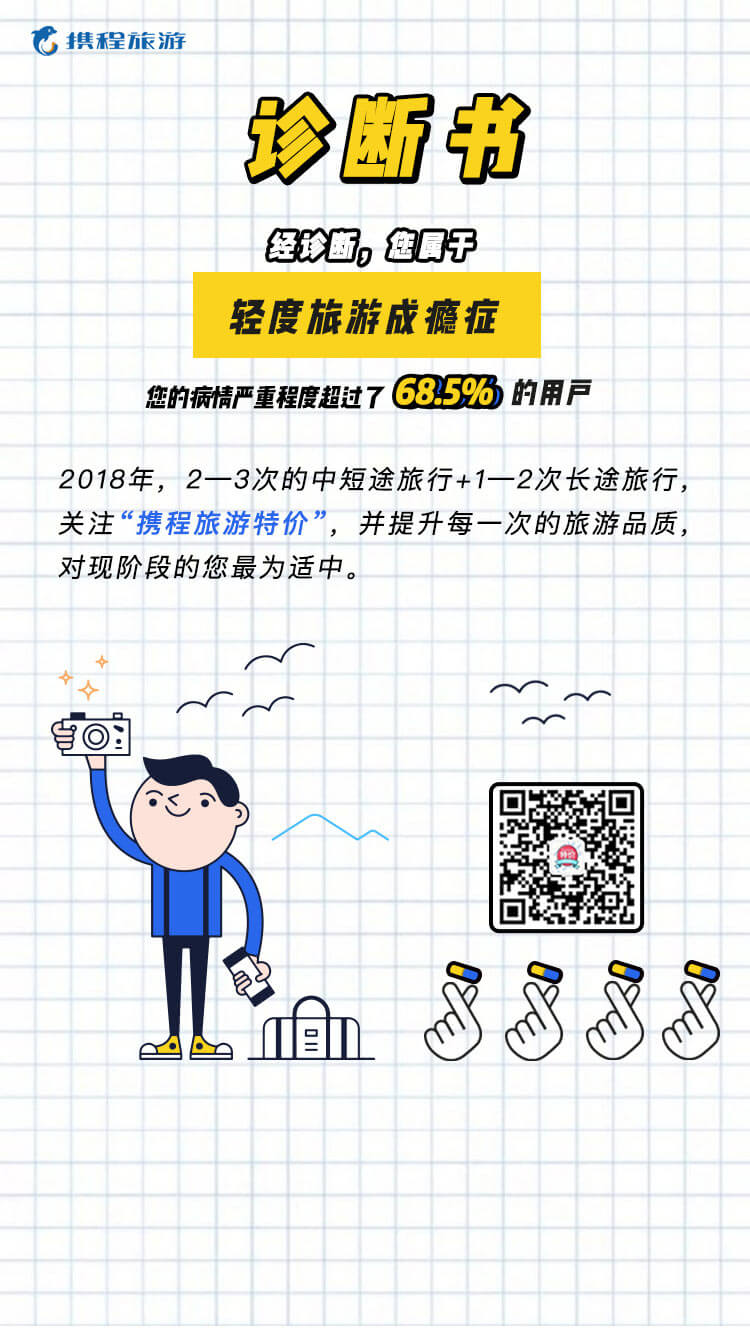 携程旅游
诊断书
经诊断，您属于
轻度旅游成瘾症
您的病情严重程度超过了 68.5% 的用户
2018年，2—3次的中短途旅行+1—2次长途旅行，
关注“携程旅游特价”，并提升每一次的旅游品质，
对现阶段的您最为适中。
特价